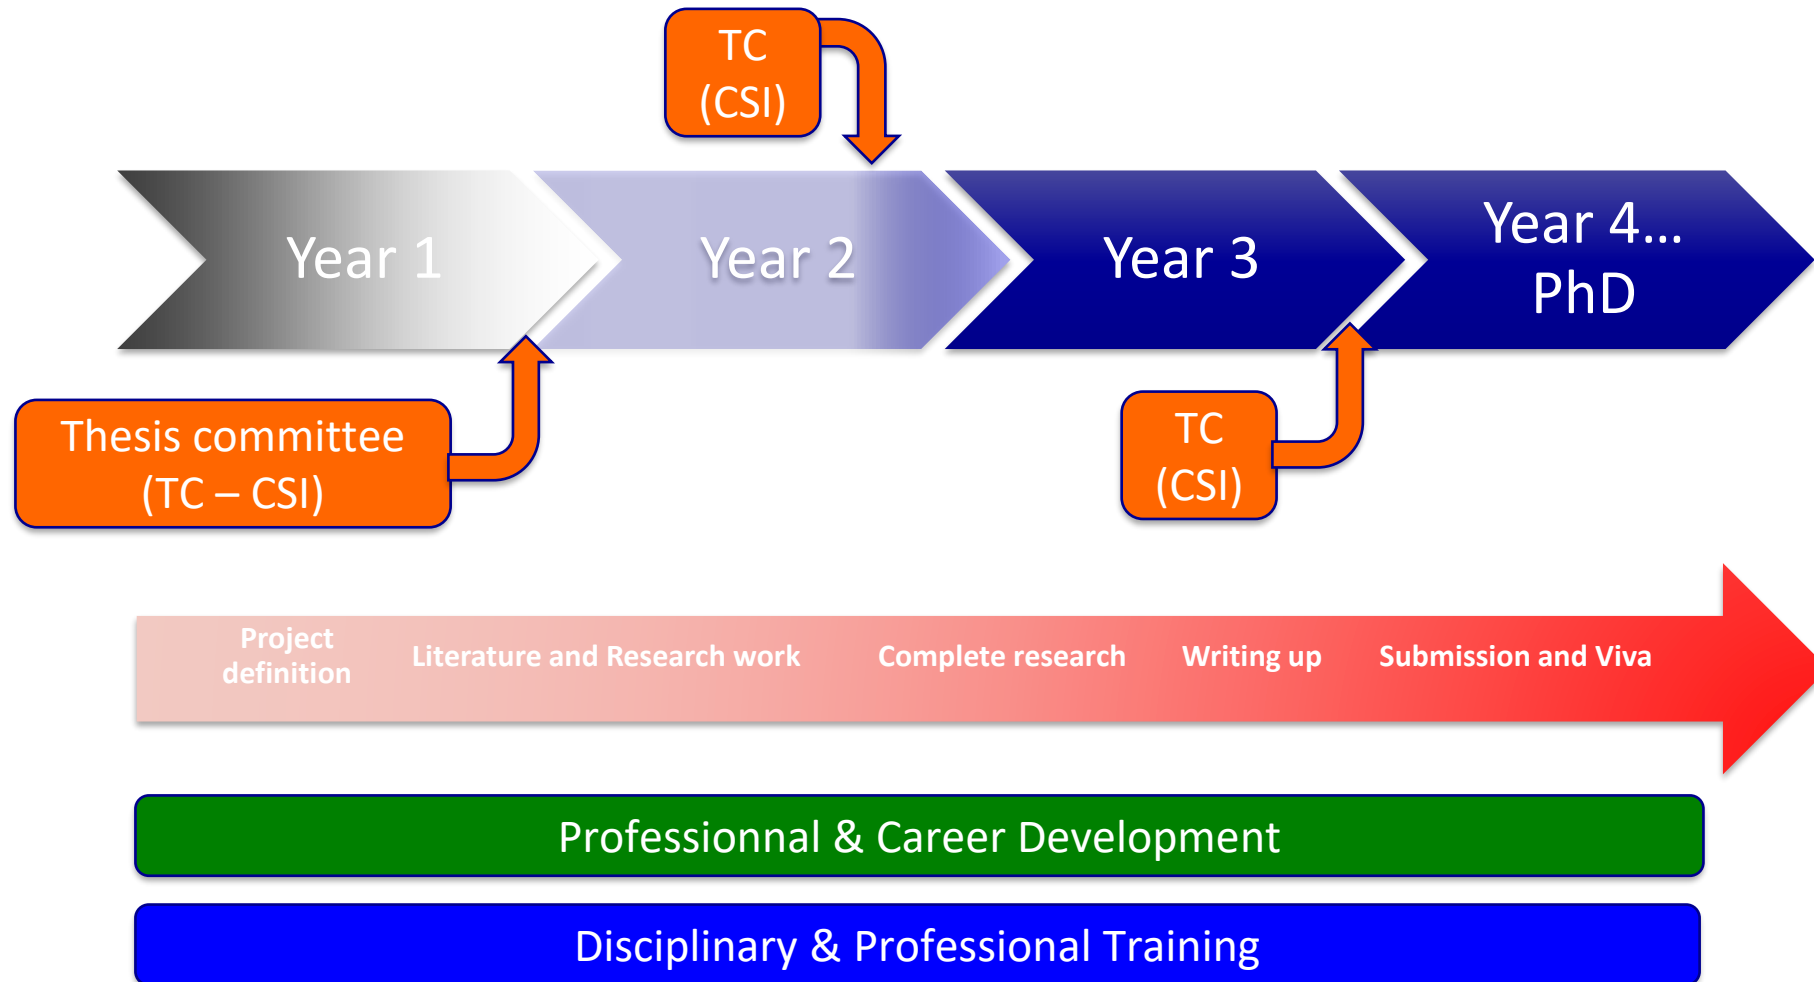 TC
(CSI)
Year 1
Year 2
Year 3
Year 4...
PhD
Thesis committee
(TC – CSI)
TC
(CSI)
Project
definition
Literature and Research work
Complete research
Writing up
Submission and Viva
Professionnal & Career Development
Disciplinary & Professional Training